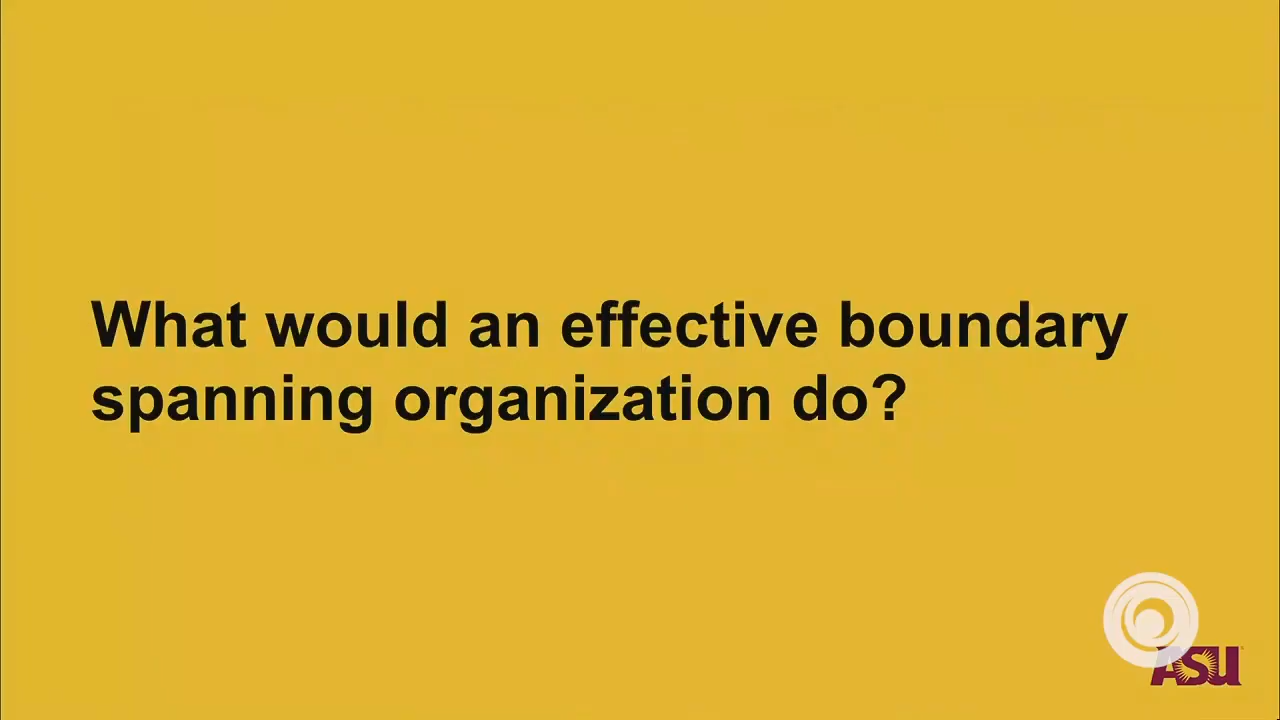 What would an effective boundary
spanning organization do?
ASU